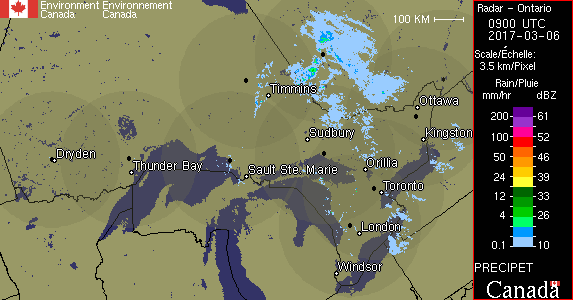 Environment Environnement
Canada Canada
100 KM
Timmins
Ottawa
Sudbury
Kingston
Dryden
Thunder Bay
Sault Ste. Marie
Orillia
Toronto
London
Windsor
Radar - Ontario
0900 UTC
2017-03-06
Scale/Échelle:
3.5 km/Pixel
Rain/Pluie
mm/hr dBZ
200 61
100 52
50 46
24 39
12 33
4 26
0.1 10
PRECIPET
Canada